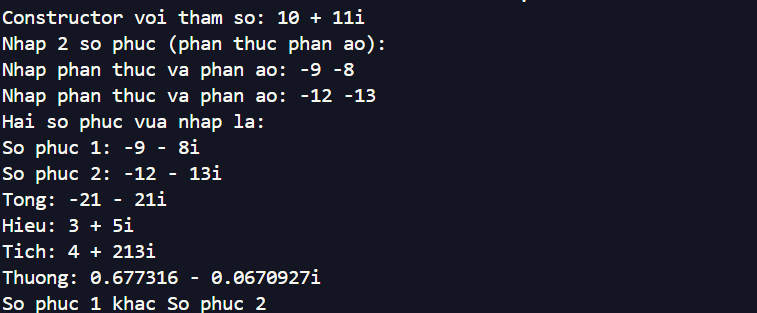 Constructor voi tham so: 10 + 11i
Nhap 2 so phuc (phan thuc phan ao):
Nhap phan thuc va phan ao: -9 -8
Nhap phan thuc va phan ao: -12 -13
Hai so phuc vua nhap la:
So phuc 1: -9 - 8i
So phuc 2: -12 - 13i
Tong: -21 - 21i
Hieu: 3 + 5i
Tich: 4 + 213i
Thuong: 0.677316 - 0.0670927i
So phuc 1 khac So phuc 2